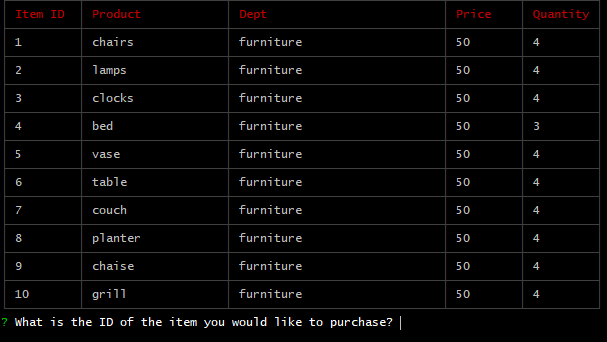 Item ID Product Dept Price Quantity
1 chairs furniture 50 4
2 lamps furniture 50 4
3 clocks furniture 50 4
4 bed furniture 50 3
5 vase furniture 50 4
6 table furniture 50 4
7 couch furniture 50 4
8 planter furniture 50 4
9 chaise furniture 50 4
10 grill furniture 50 4
? What is the ID of the item you would like to purchase?